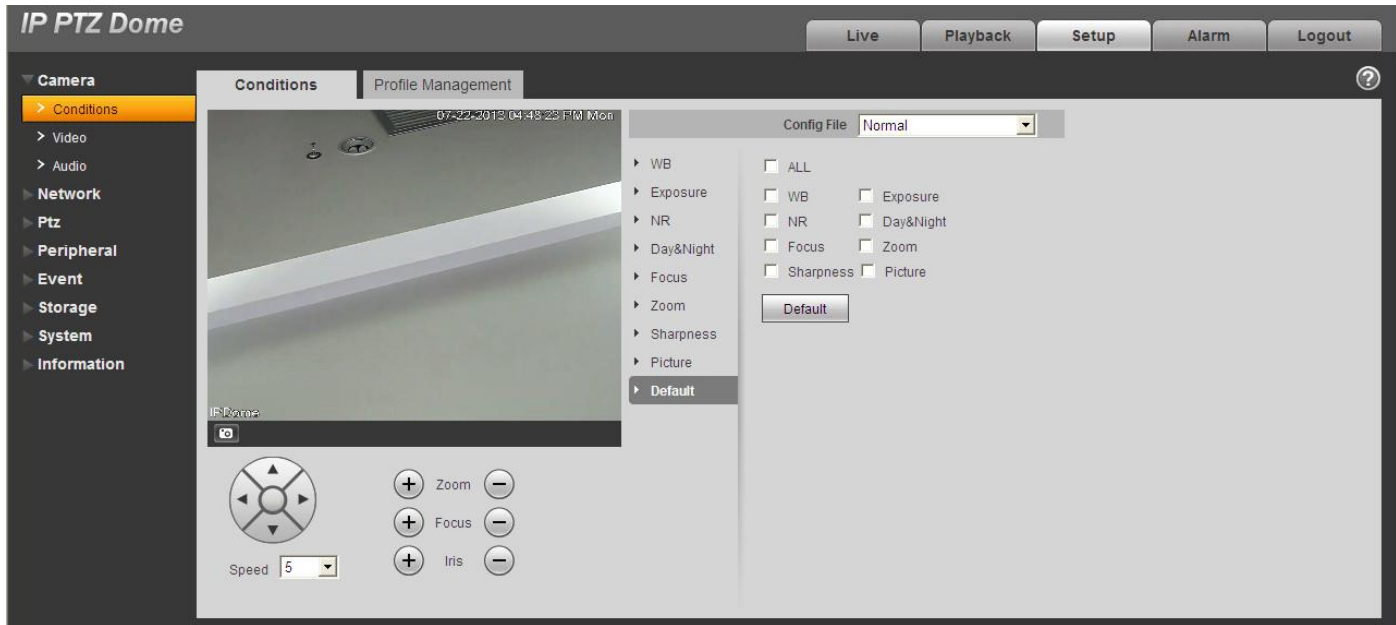 IP PTZ Dome
Live
Playback
Setup
Alarm
Logout
Camera
Conditions
Video
Audio
Network
Ptz
Peripheral
Event
Storage
System
Information
Conditions
Profile Management
?
07-22-2013 04:48:23 PM Mon
IP Dome
Config File Normal
WB
Exposure
NR
Day&Night
Focus
Zoom
Sharpness
Picture
Default
ALL
WB Exposure
NR Day&Night
Focus Zoom
Sharpness Picture
Default
Zoom
Focus
Iris
Speed 5